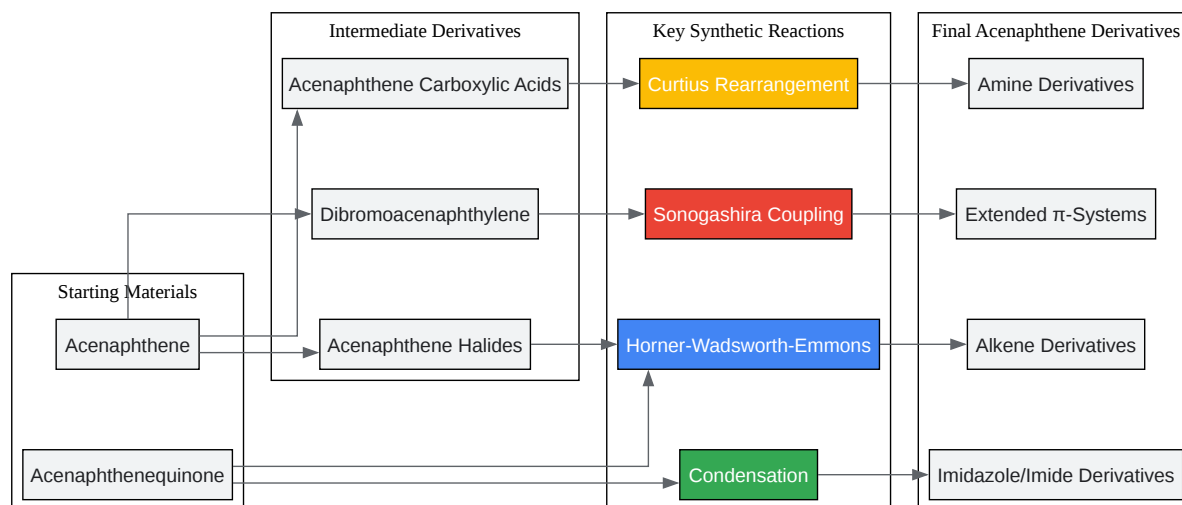 Intermediate Derivatives
Key Synthetic Reactions
Final Acenaphthene Derivatives
Acenaphthene Carboxylic Acids
Curtius Rearrangement
Amine Derivatives
Dibromoacenaphthylene
Sonogashira Coupling
Extended π-Systems
Starting Materials
Acenaphthene
Acenaphthene Halides
Horner-Wadsworth-Emmons
Alkene Derivatives
Acenaphthenequinone
Condensation
Imidazole/Imide Derivatives